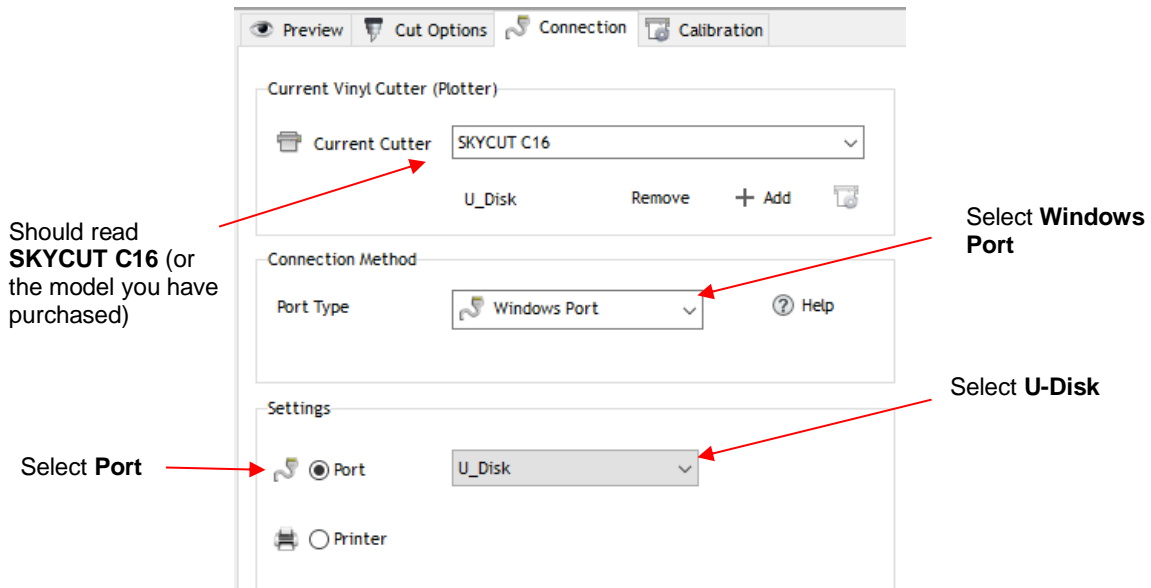 Preview Cut Options Connection Calibration
Current Vinyl Cutter (Plotter)
Current Cutter SKYCUT C16
U_Disk Remove + Add
Should read
SKYCUT C16 (or
the model you have
purchased)
Select Windows
Port
Connection Method
Port Type Windows Port ? Help
Select U-Disk
Settings
Select Port
Port U_Disk
Printer